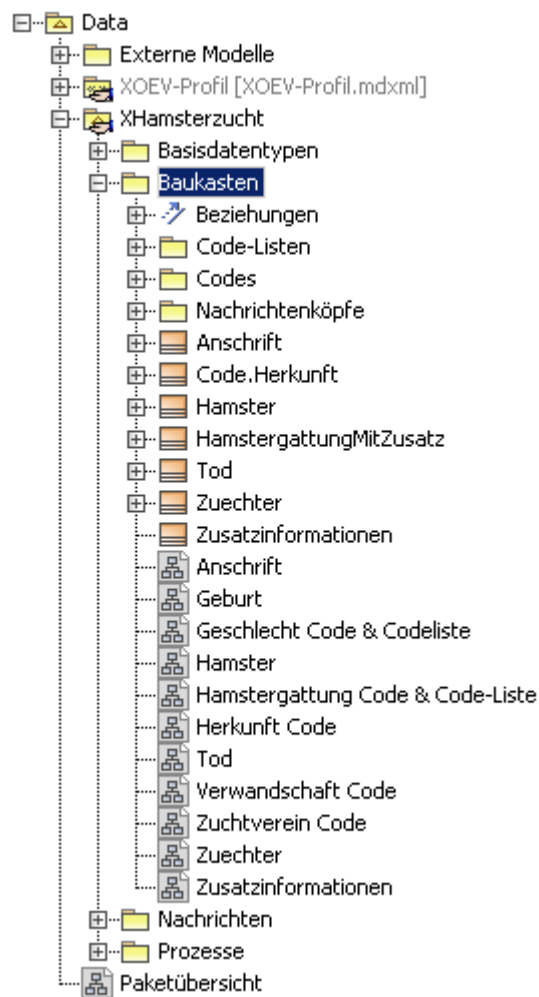 Data
Externe Modelle
XOEV-Profil [XOEV-Profil.mdxml]
XHamsterzucht
Basisdatentypen
Baukasten
Beziehungen
Code-Listen
Codes
Nachrichtenköpfe
Anschrift
Code.Herkunft
Hamster
HamstergattungMitZusatz
Tod
Zuechter
Zusatzinformationen
Anschrift
Geburt
Geschlecht Code & Codeliste
Hamster
Hamstergattung Code & Code-Liste
Herkunft Code
Tod
Verwandschaft Code
Zuchtverein Code
Zuechter
Zusatzinformationen
Nachrichten
Prozesse
Paketübersicht